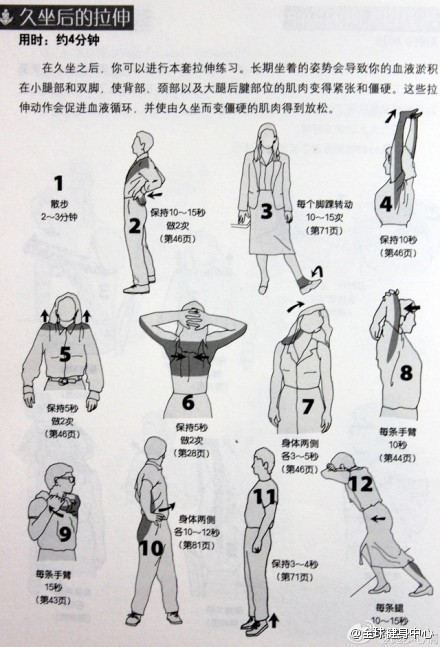 久坐后的拉伸
用时：约4分钟
在久坐之后，你可以进行本套拉伸练习。长期坐着的姿势会导致你的血液淤积
在小腿部和双脚，使背部、颈部以及大腿后腱部位的肌肉变得紧张和僵硬。这些拉
伸动作会促进血液循环，并使由久坐而变僵硬的肌肉得到放松。
1
散步
2～3分钟
2
保持10～15秒
做2次
(第46页)
3
每个脚踝转动
10～15次
(第71页)
4
保持10秒
(第46页)
5
保持5秒
做2次
(第46页)
6
保持5秒
做2次
(第28页)
7
身体两侧
各3～5秒
(第46页)
8
每条手臂
10秒
(第44页)
9
每条手臂
15秒
(第43页)
10
身体两侧
各10～12秒
(第81页)
11
保持3～4秒
(第71页)
12
每条腿
10～15秒
@全球健身中心